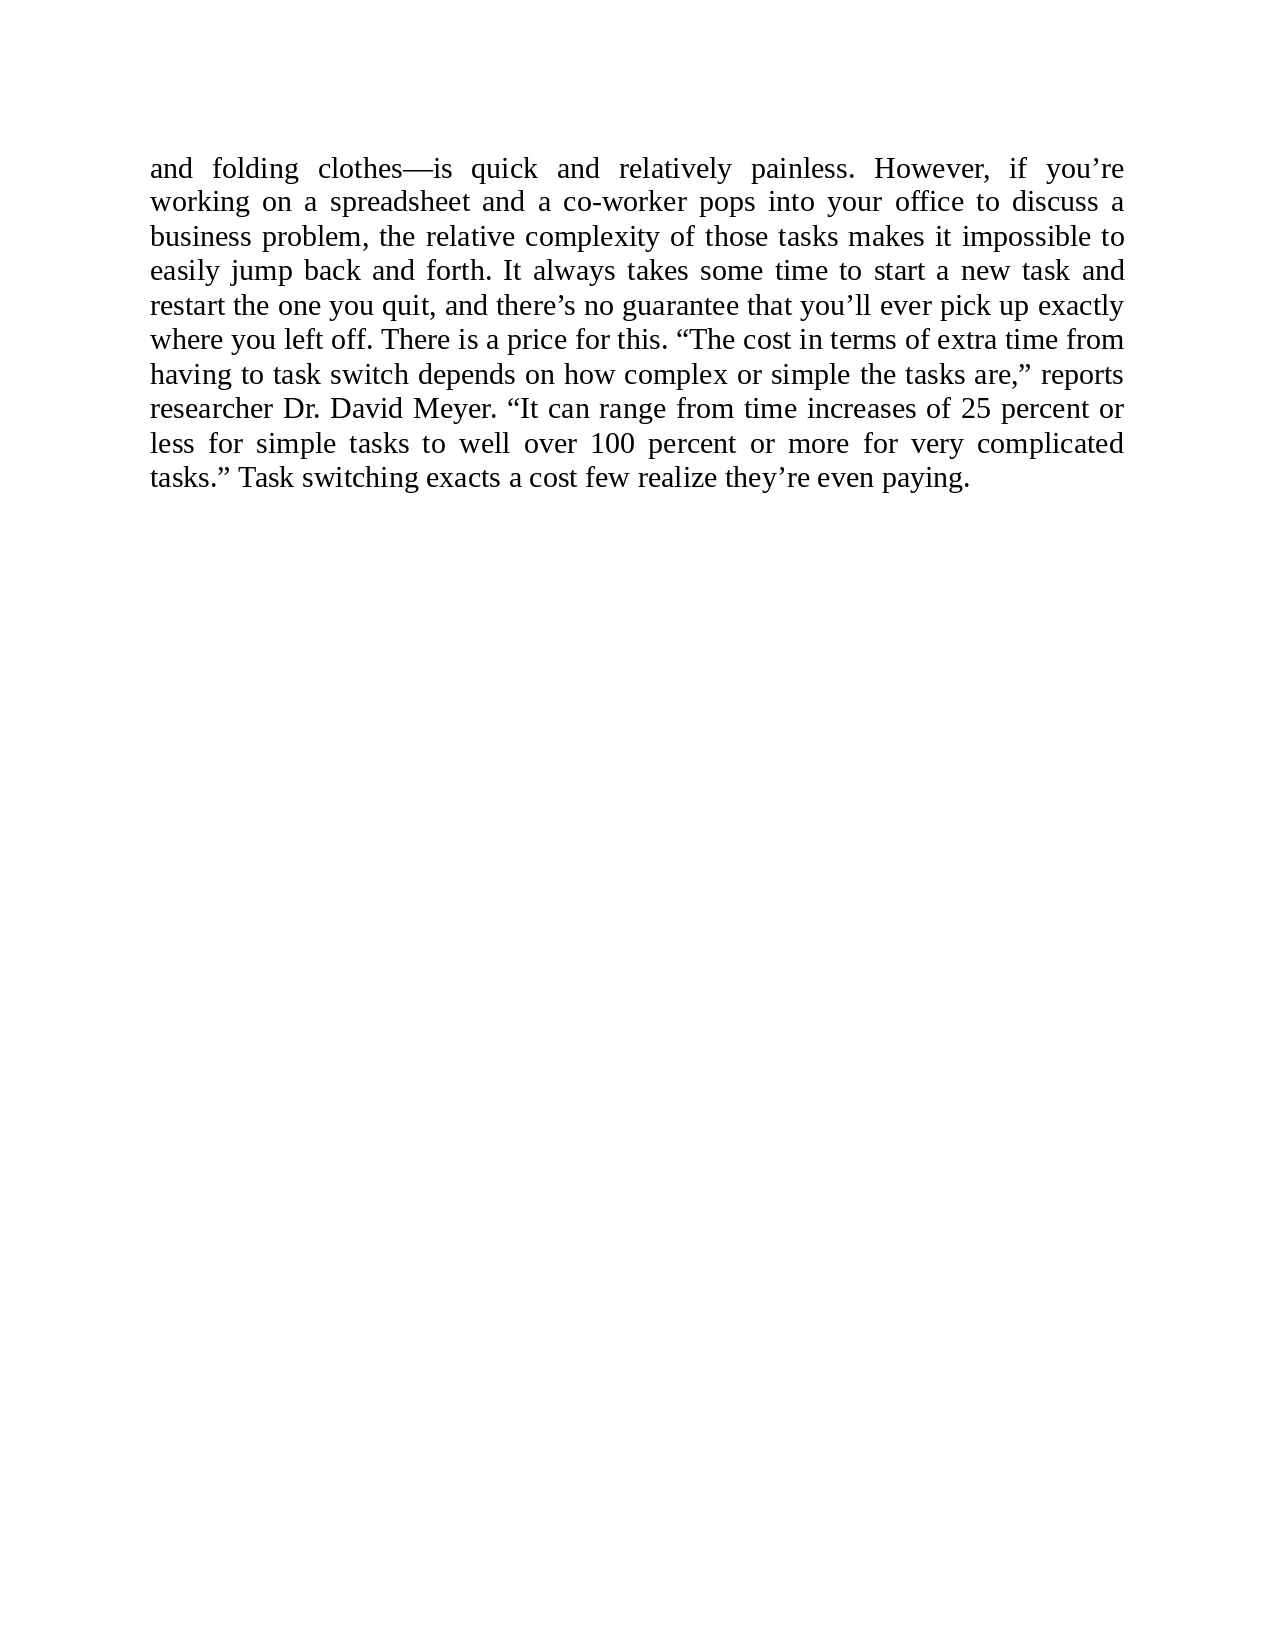 and folding clothes—is quick and relatively painless. However, if you’re
working on a spreadsheet and a co-worker pops into your office to discuss a
business problem, the relative complexity of those tasks makes it impossible to
easily jump back and forth. It always takes some time to start a new task and
restart the one you quit, and there’s no guarantee that you’ll ever pick up exactly
where you left off. There is a price for this. “The cost in terms of extra time from
having to task switch depends on how complex or simple the tasks are,” reports
researcher Dr. David Meyer. “It can range from time increases of 25 percent or
less for simple tasks to well over 100 percent or more for very complicated
tasks.” Task switching exacts a cost few realize they’re even paying.